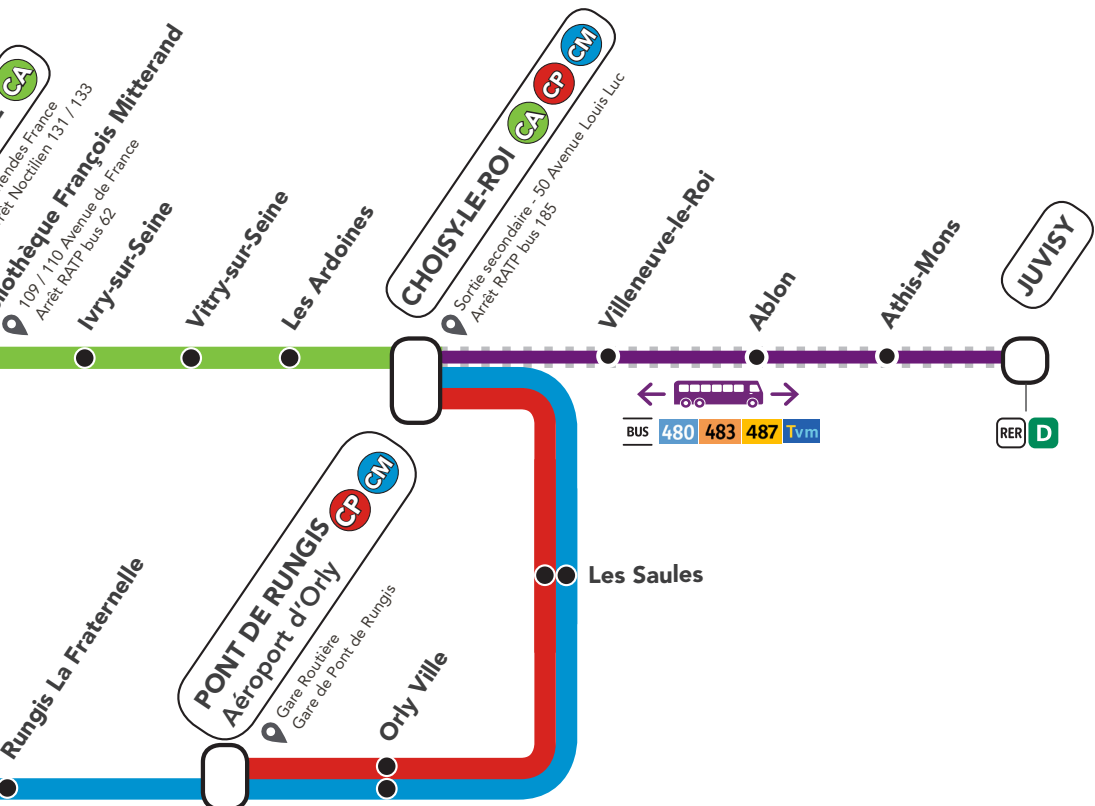 CA
endes France
rêt Noctilien 131 / 133
liothèque François Mitterand
109 / 110 Avenue de France
Arrêt RATP bus 62
Ivry-sur-Seine
Vitry-sur-Seine
Les Ardoines
CHOISY-LE-ROI CA CP CM
Sortie secondaire - 50 Avenue Louis Luc
Arrêt RATP bus 185
Villeneuve-le-Roi
Ablon
Athis-Mons
JUVISY
BUS 480 483 487 Tvm
RER D
Les Saules
Orly Ville
PONT DE RUNGIS CP CM
Aéroport d'Orly
Gare Routière
Gare de Pont de Rungis
Rungis La Fraternelle